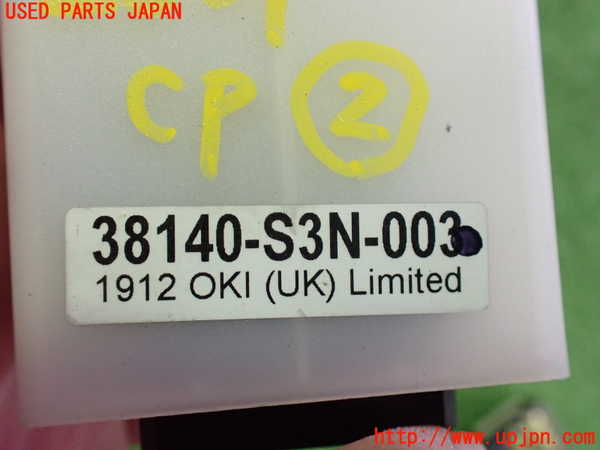 USED PARTS JAPAN
CP ②
38140-S3N-003
1912 OKI (UK) Limited
http://www.upjpn.com/